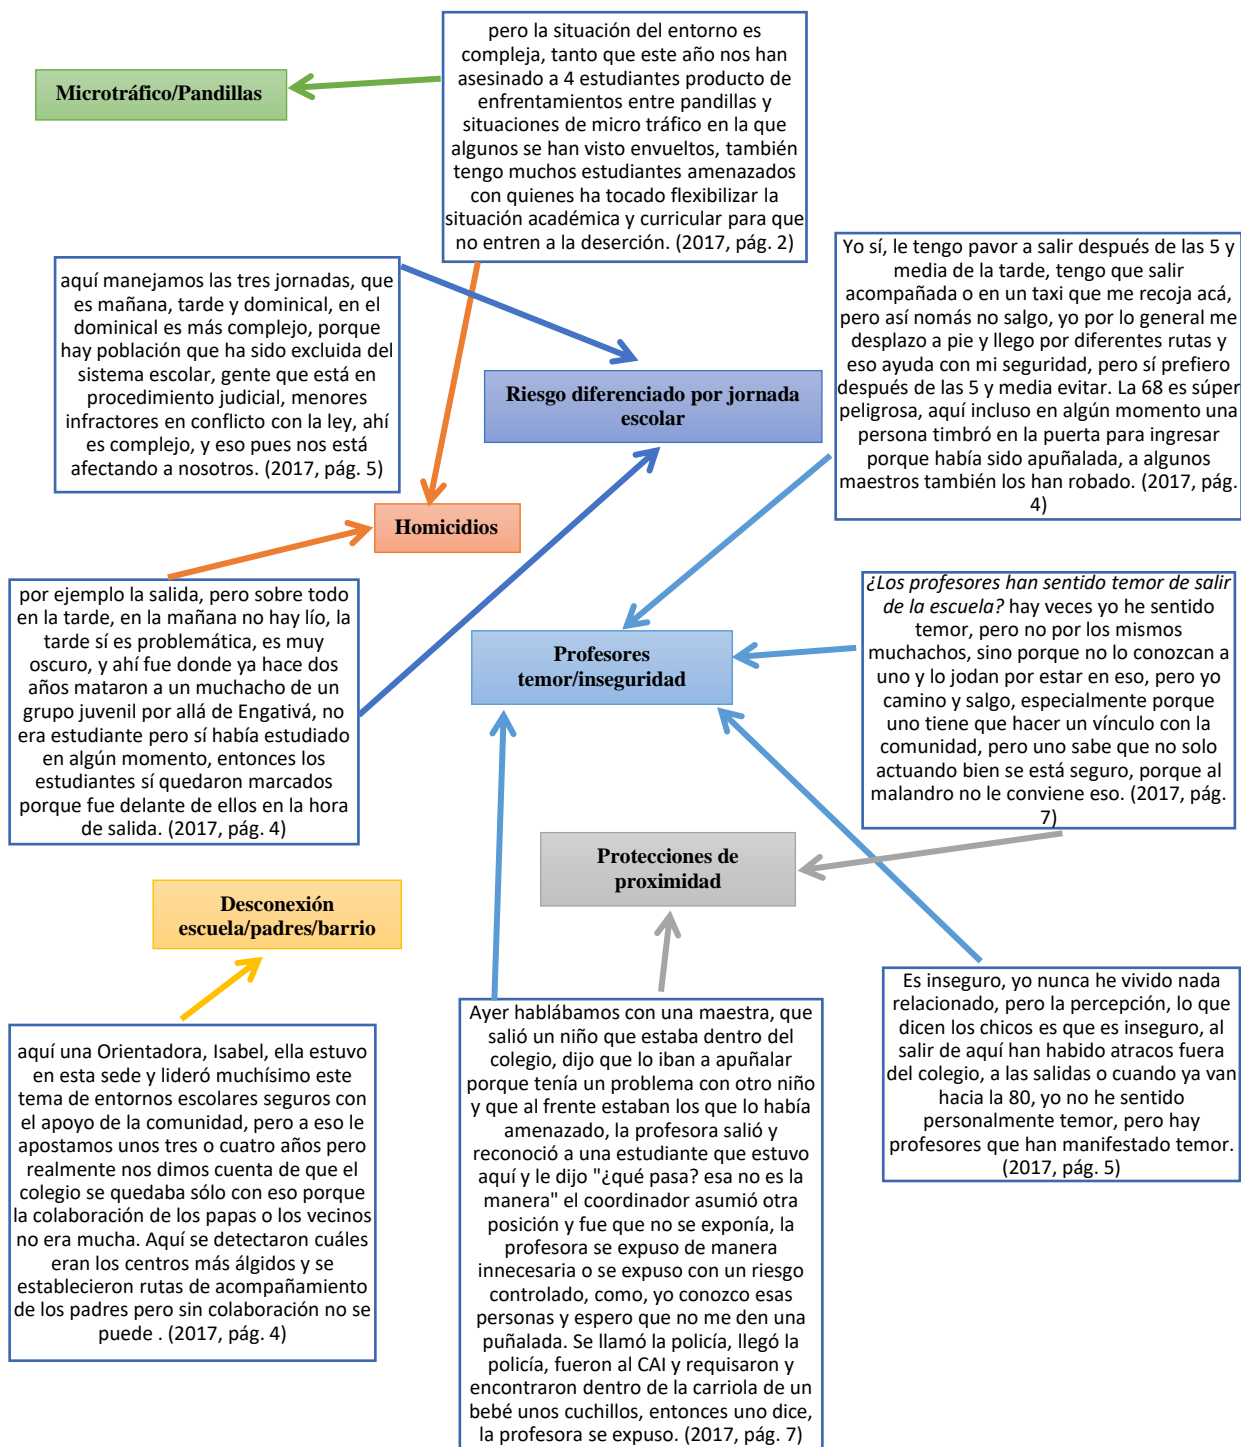 pero la situación del entorno es
compleja, tanto que este año nos han
asesinado a 4 estudiantes producto de
enfrentamientos entre pandillas y
situaciones de micro tráfico en la que
algunos se han visto envueltos, también
tengo muchos estudiantes amenazados
con quienes ha tocado flexibilizar la
situación académica y curricular para que
no entren a la deserción. (2017, pág. 2)
Microtráfico/Pandillas
Yo sí, le tengo pavor a salir después de las 5 y
media de la tarde, tengo que salir
acompañada o en un taxi que me recoja acá,
pero así nomás no salgo, yo por lo general me
desplazo a pie y llego por diferentes rutas y
eso ayuda con mi seguridad, pero sí prefiero
después de las 5 y media evitar. La 68 es súper
peligrosa, aquí incluso en algún momento una
persona timbró en la puerta para ingresar
porque había sido apuñalada, a algunos
maestros también los han robado. (2017, pág.
4)
aquí manejamos las tres jornadas, que
es mañana, tarde y dominical, en el
dominical es más complejo, porque
hay población que ha sido excluida del
sistema escolar, gente que está en
procedimiento judicial, menores
infractores en conflicto con la ley, ahí
es complejo, y eso pues nos está
afectando a nosotros. (2017, pág. 5)
Riesgo diferenciado por jornada
escolar
Homicidios
por ejemplo la salida, pero sobre todo
en la tarde, en la mañana no hay lío, la
tarde sí es problemática, es muy
oscuro, y ahí fue donde ya hace dos
años mataron a un muchacho de un
grupo juvenil por allá de Engativá, no
era estudiante pero sí había estudiado
en algún momento, entonces los
estudiantes sí quedaron marcados
porque fue delante de ellos en la hora
de salida. (2017, pág. 4)
¿Los profesores han sentido temor de salir
de la escuela? hay veces yo he sentido
temor, pero no por los mismos
muchachos, sino porque no lo conozcan a
uno y lo jodan por estar en eso, pero yo
camino y salgo, especialmente porque
uno tiene que hacer un vínculo con la
comunidad, pero uno sabe que no solo
actuando bien se está seguro, porque al
malandro no le conviene eso. (2017, pág.
7)
Profesores
temor/inseguridad
Protecciones de
proximidad
Desconexión
escuela/padres/barrio
Es inseguro, yo nunca he vivido nada
relacionado, pero la percepción, lo que
dicen los chicos es que es inseguro, al
salir de aquí han habido atracos fuera
del colegio, a las salidas o cuando ya van
hacia la 80, yo no he sentido
personalmente temor, pero hay
profesores que han manifestado temor.
(2017, pág. 5)
Ayer hablábamos con una maestra, que
salió un niño que estaba dentro del
colegio, dijo que lo iban a apuñalar
porque tenía un problema con otro niño
y que al frente estaban los que lo había
amenazado, la profesora salió y
reconoció a una estudiante que estuvo
aquí y le dijo "¿qué pasa? esa no es la
manera" el coordinador asumió otra
posición y fue que no se exponía, la
profesora se expuso de manera
innecesaria o se expuso con un riesgo
controlado, como, yo conozco esas
personas y espero que no me den una
puñalada. Se llamó la policía, llegó la
policía, fueron al CAI y requisaron y
encontraron dentro de la carriola de un
bebé unos cuchillos, entonces uno dice,
la profesora se expuso. (2017, pág. 7)
aquí una Orientadora, Isabel, ella estuvo
en esta sede y lideró muchísimo este
tema de entornos escolares seguros con
el apoyo de la comunidad, pero a eso le
apostamos unos tres o cuatro años pero
realmente nos dimos cuenta de que el
colegio se quedaba sólo con eso porque
la colaboración de los papas o los vecinos
no era mucha. Aquí se detectaron cuáles
eran los centros más álgidos y se
establecieron rutas de acompañamiento
de los padres pero sin colaboración no se
puede . (2017, pág. 4)